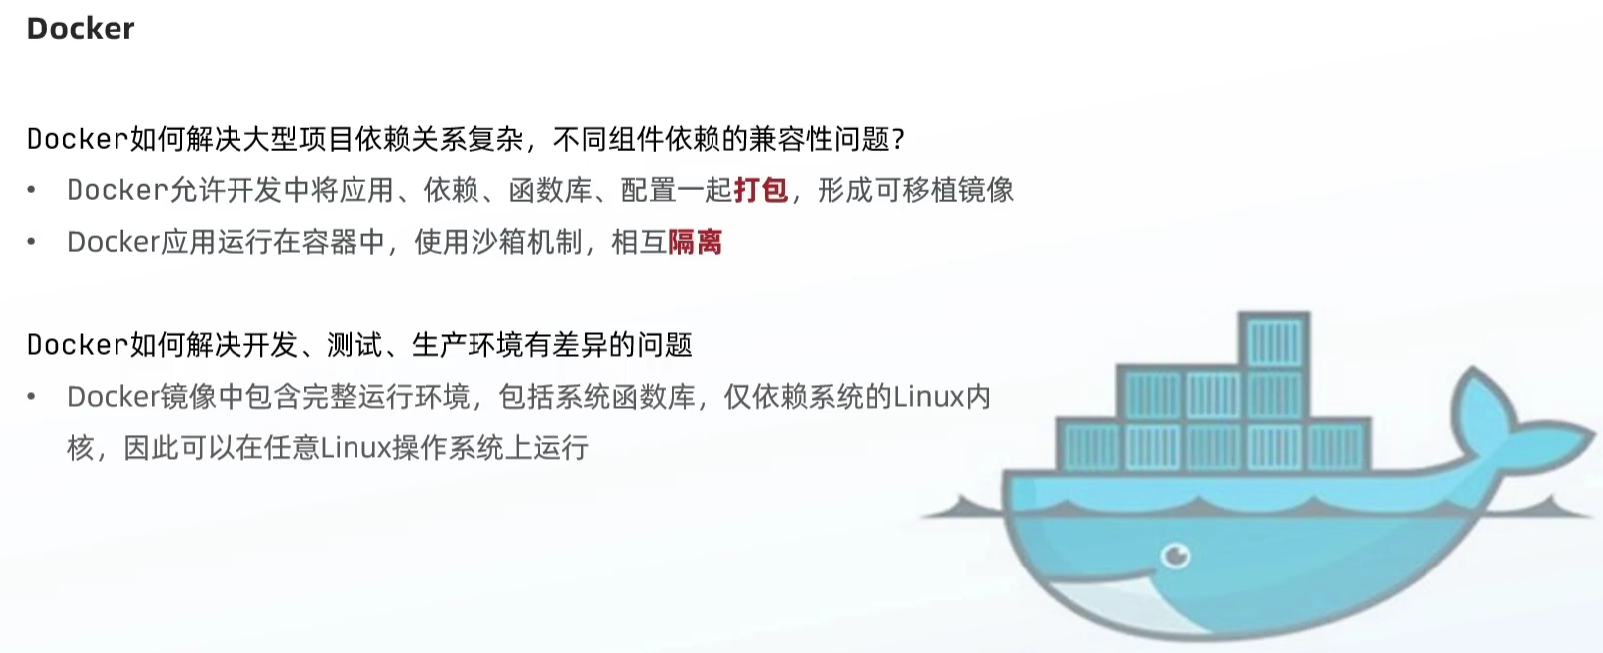 Docker
Docker如何解决大型项目依赖关系复杂，不同组件依赖的兼容性问题？
• Docker允许开发中将应用、依赖、函数库、配置一起打包，形成可移植镜像
• Docker应用运行在容器中，使用沙箱机制，相互隔离
Docker如何解决开发、测试、生产环境有差异的问题
• Docker镜像中包含完整运行环境，包括系统函数库，仅依赖系统的Linux内
核，因此可以在任意Linux操作系统上运行